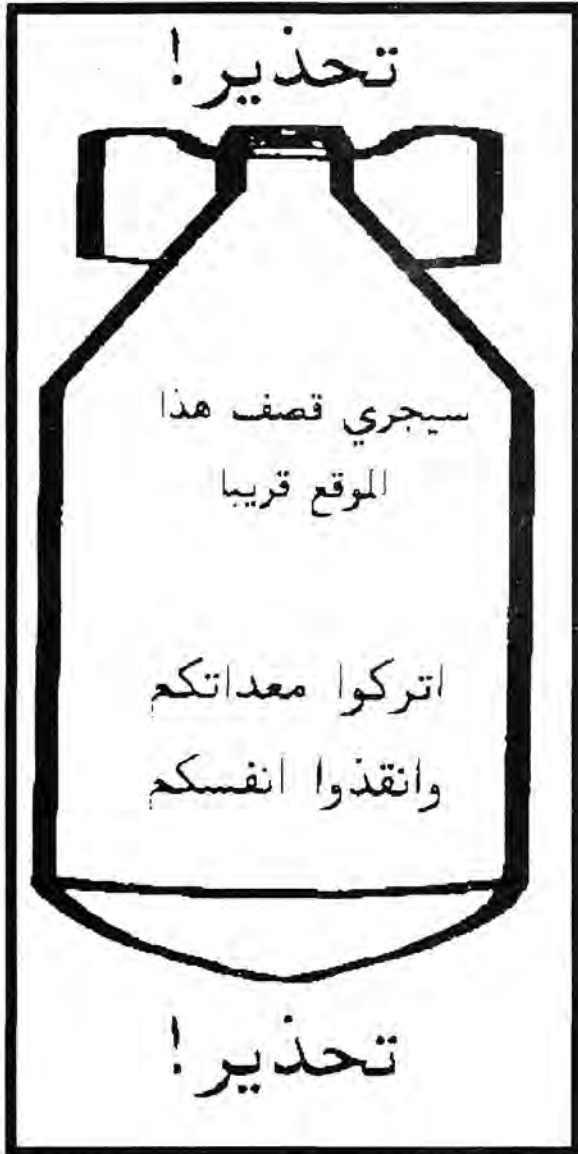 تحذير!
سيجري قصف هذا
الموقع قريبا
اتركوا معداتكم
وانقذوا انفسكم
تحذير!